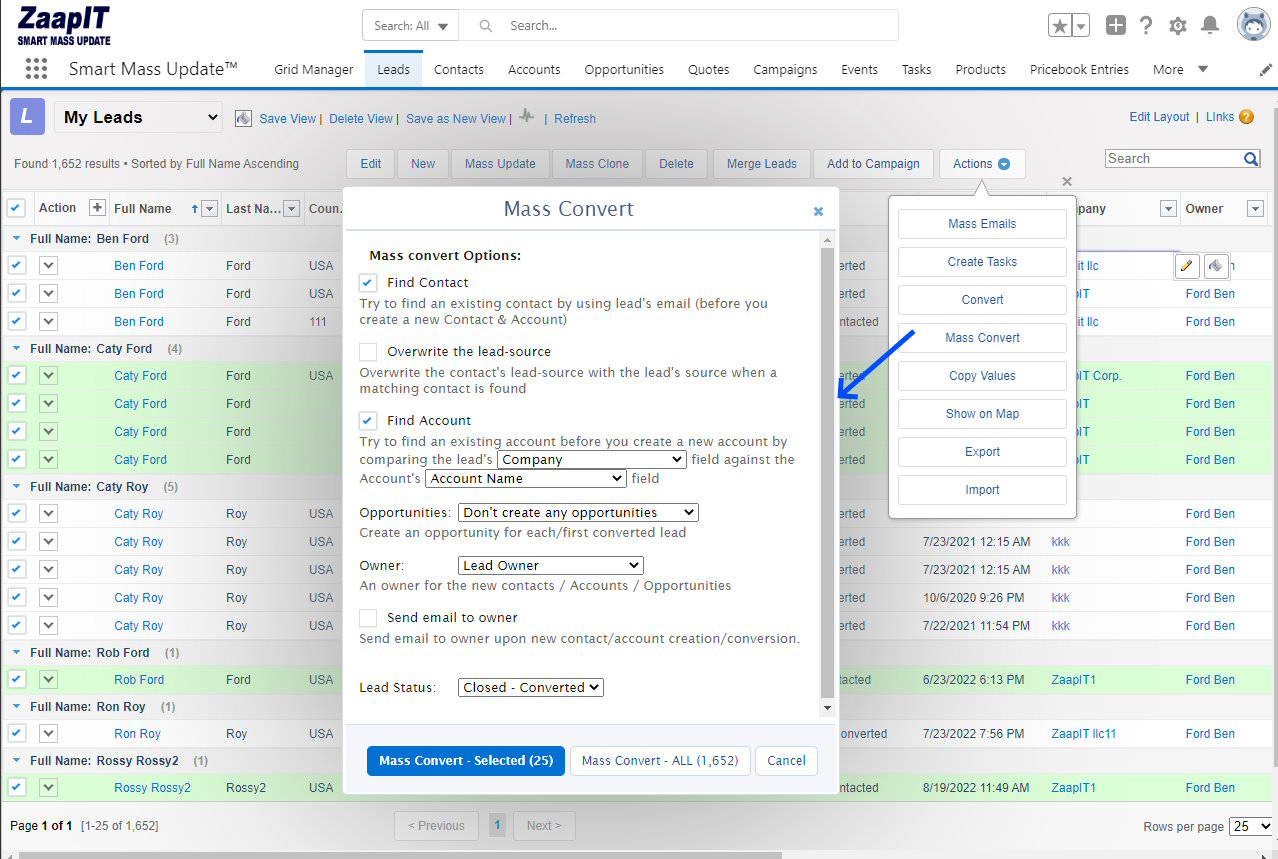 ZaapIT
SMART MASS UPDATE
Search: All
Search...
Smart Mass Update™
Grid Manager
Leads
Contacts
Accounts
Opportunities
Quotes
Campaigns
Events
Tasks
Products
Pricebook Entries
More
L
My Leads
Save View | Delete View | Save as New View | | Refresh
Edit Layout | LInks ?
Found 1,652 results • Sorted by Full Name Ascending
Edit
New
Mass Update
Mass Clone
Delete
Merge Leads
Add to Campaign
Actions
Search
Action + Full Name ↑ Last Na... Coun. pany Owner
Full Name: Ben Ford (3)
Ben Ford Ford USA erted it llc
Ben Ford Ford USA erted pIT Ford Ben
Ben Ford Ford 111 ntacted it llc Ford Ben
Full Name: Caty Ford (4)
Caty Ford Ford USA erted pIT Corp. Ford Ben
Caty Ford Ford erted pIT Ford Ben
Caty Ford Ford erted pIT Ford Ben
Caty Ford Ford erted pIT Ford Ben
Full Name: Caty Roy (5)
Caty Roy Roy USA erted Ford Ben
Caty Roy Roy USA erted 7/23/2021 12:15 AM kkk Ford Ben
Caty Roy Roy USA erted 7/23/2021 12:15 AM kkk Ford Ben
Caty Roy Roy USA erted 10/6/2020 9:26 PM kkk Ford Ben
Caty Roy Roy USA erted 7/22/2021 11:54 PM kkk Ford Ben
Full Name: Rob Ford (1)
Rob Ford Ford USA tacted 6/23/2022 6:13 PM ZaapIT1 Ford Ben
Full Name: Ron Roy (1)
Ron Roy Roy USA onverted 7/23/2022 7:56 PM ZaapIT llc11 Ford Ben
Full Name: Rossy Rossy2 (1)
Rossy Rossy2 Rossy2 USA ntacted 8/19/2022 11:49 AM ZaapIT1 Ford Ben
Mass Convert
Mass convert Options:
Find Contact
Try to find an existing contact by using lead's email (before you
create a new Contact & Account)
Overwrite the lead-source
Overwrite the contact's lead-source with the lead's source when a
matching contact is found
Find Account
Try to find an existing account before you create a new account by
comparing the lead's Company field against the
Account's Account Name field
Opportunities: Don't create any opportunities
Create an opportunity for each/first converted lead
Owner: Lead Owner
An owner for the new contacts / Accounts / Opportunities
Send email to owner
Send email to owner upon new contact/account creation/conversion.
Lead Status: Closed - Converted
Mass Convert - Selected (25)
Mass Convert - ALL (1,652)
Cancel
Mass Emails
Create Tasks
Convert
Mass Convert
Copy Values
Show on Map
Export
Import
Page 1 of 1 [1-25 of 1,652]
< Previous
1
Next >
Rows per page 25